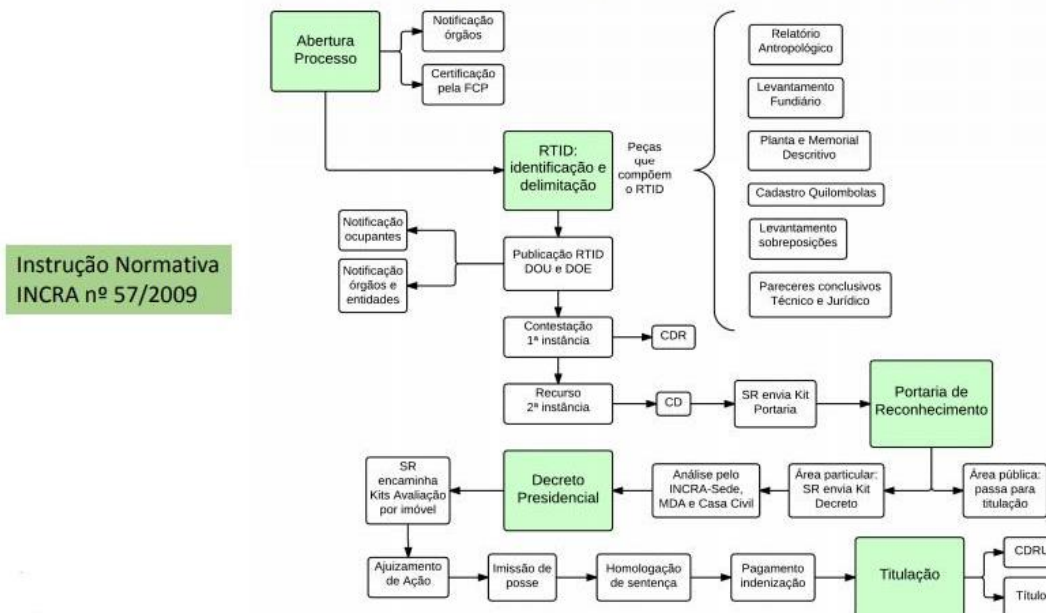 Abertura
Processo
Notificação
órgãos
Certificação
pela FCP
RTID:
identificação e
delimitação
Peças
que
compõem
o RTID
Relatório
Antropológico
Levantamento
Fundiário
Planta e Memorial
Descritivo
Cadastro Quilombolas
Levantamento
sobreposições
Pareceres conclusivos
Técnico e Jurídico
Instrução Normativa
INCRA nº 57/2009
Notificação
ocupantes
Notificação
órgãos e
entidades
Publicação RTID
DOU e DOE
Contestação
1ª instância
CDR
Recurso
2ª instância
CD
SR envia Kit
Portaria
Portaria de
Reconhecimento
Área pública:
passa para
titulação
Área particular:
SR envia Kit
Decreto
Análise pelo
INCRA-Sede,
MDA e Casa Civil
Decreto
Presidencial
SR
encaminha
Kits Avaliação
por imóvel
Ajuizamento
de Ação
Imissão de
posse
Homologação
de sentença
Pagamento
indenização
Titulação
CDRU
Título